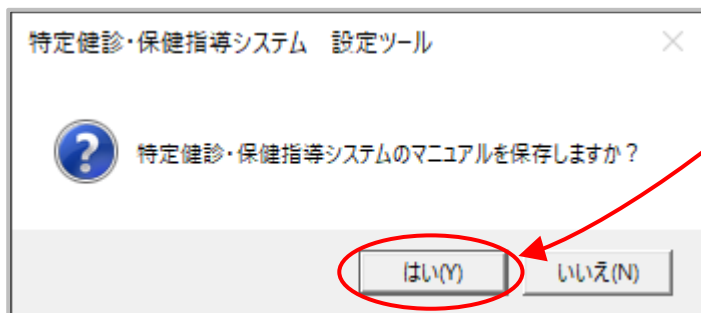 特定健診・保健指導システム　設定ツール
特定健診・保健指導システムのマニュアルを保存しますか？
はい(Y)
いいえ(N)